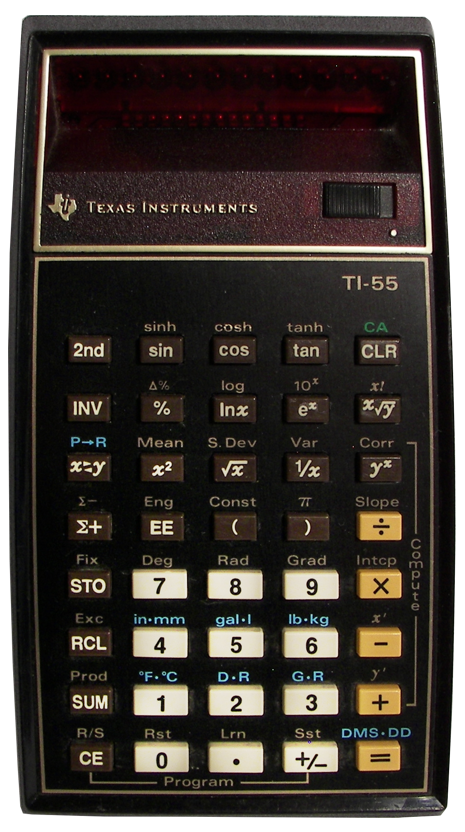 TEXAS INSTRUMENTS
TI-55
sinh cosh tanh CA
2nd sin cos tan CLR
Δ% log 10ˣ x!
INV % lnx eˣ ˣ√y
P→R Mean S.Dev Var Corr
x⇄y x² √x 1/x yˣ
Σ− Eng Const π Slope
Σ+ EE ( ) ÷
Fix Deg Rad Grad Intcp
STO 7 8 9 ×
Compute
Exc in·mm gal·l lb·kg x'
RCL 4 5 6 −
Prod °F·°C D·R G·R y'
SUM 1 2 3 +
R/S Rst Lrn Sst DMS·DD
CE 0 . +/− =
Program